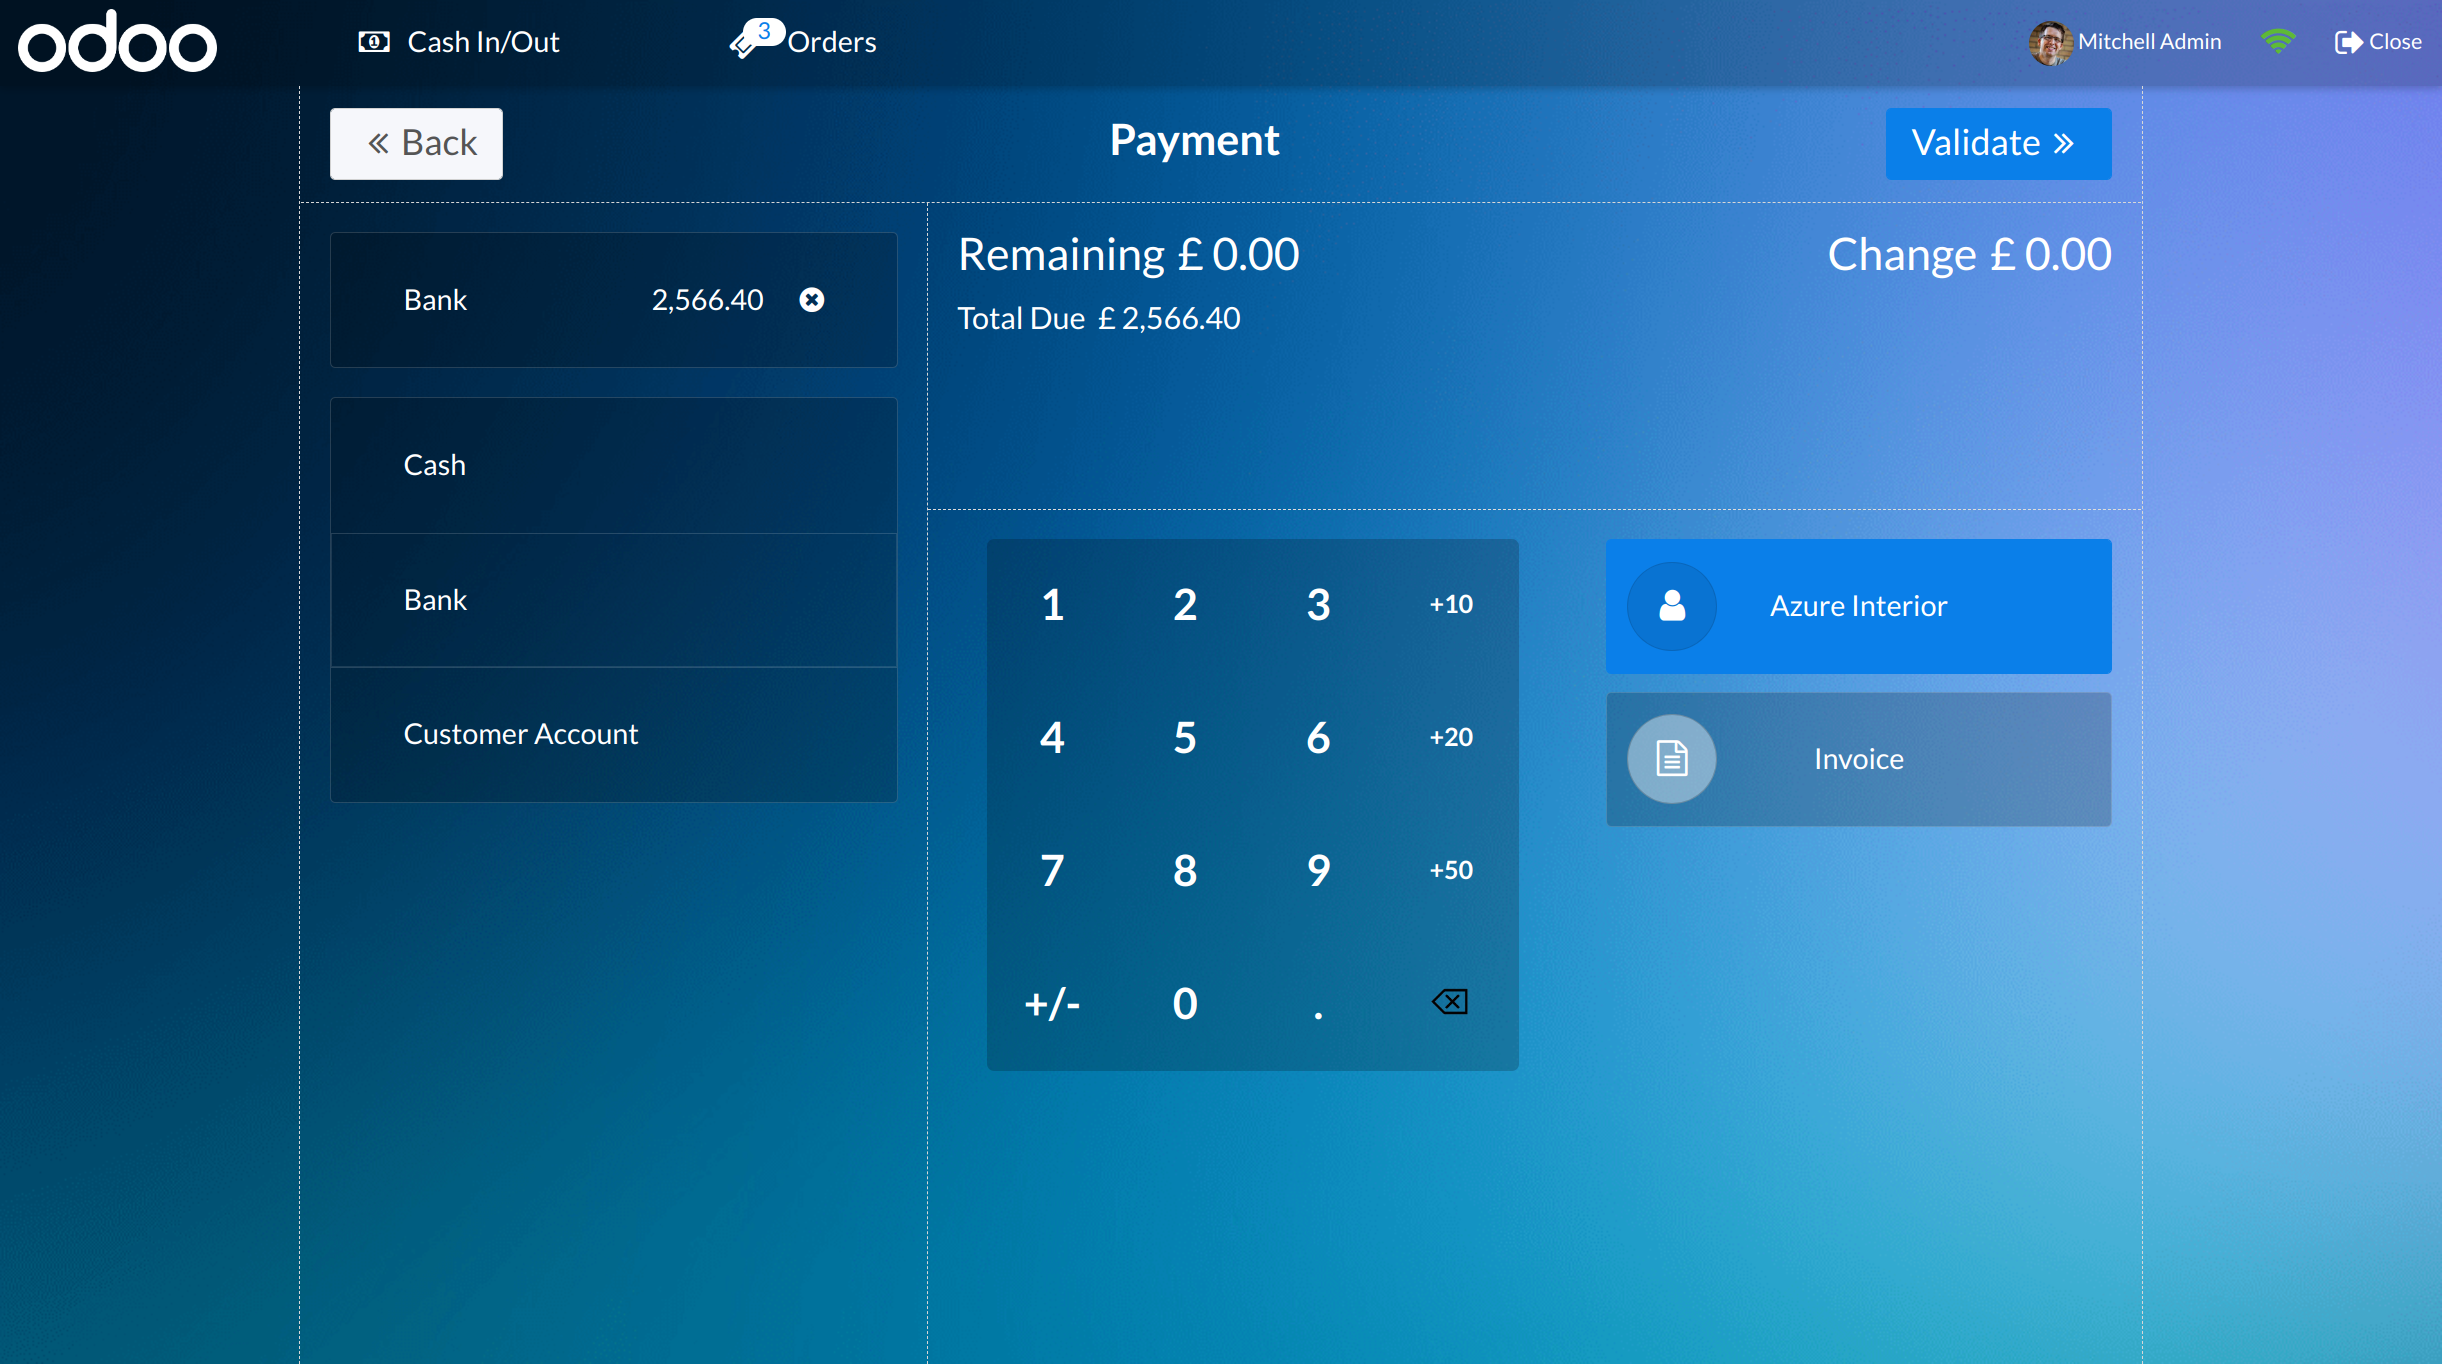 odoo
Cash In/Out
3
Orders
Mitchell Admin
Close
Back
Payment
Validate
Bank 2,566.40
Cash
Bank
Customer Account
Remaining £ 0.00
Change £ 0.00
Total Due £ 2,566.40
1 2 3 +10
4 5 6 +20
7 8 9 +50
+/- 0 .
Azure Interior
Invoice